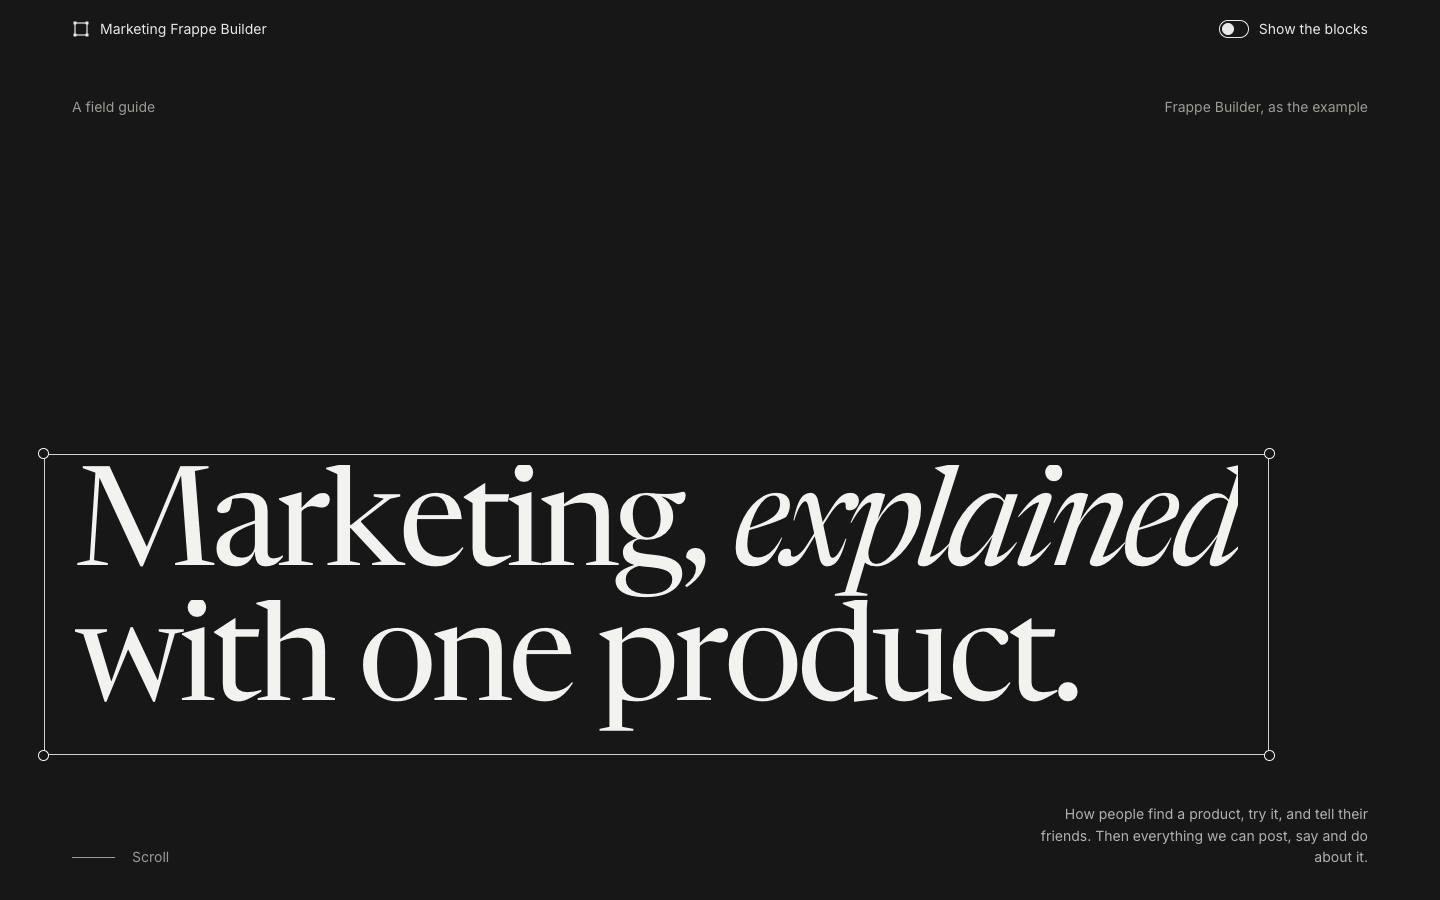 Marketing Frappe Builder
Show the blocks
A field guide
Frappe Builder, as the example
Marketing, explained
with one product.
How people find a product, try it, and tell their
friends. Then everything we can post, say and do
about it.
Scroll